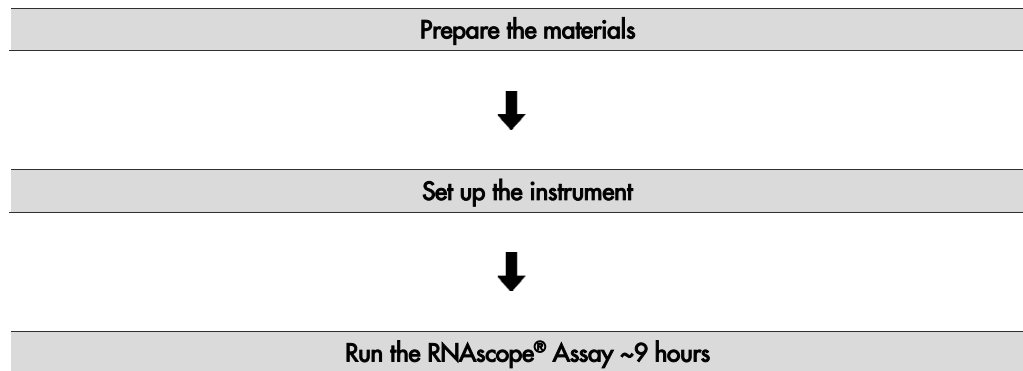 Prepare the materials
Set up the instrument
Run the RNAscope® Assay ~9 hours